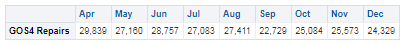 Apr May Jun Jul Aug Sep Oct Nov Dec
GOS4 Repairs 29,839 27,160 28,757 27,083 27,411 22,729 25,084 25,573 24,329